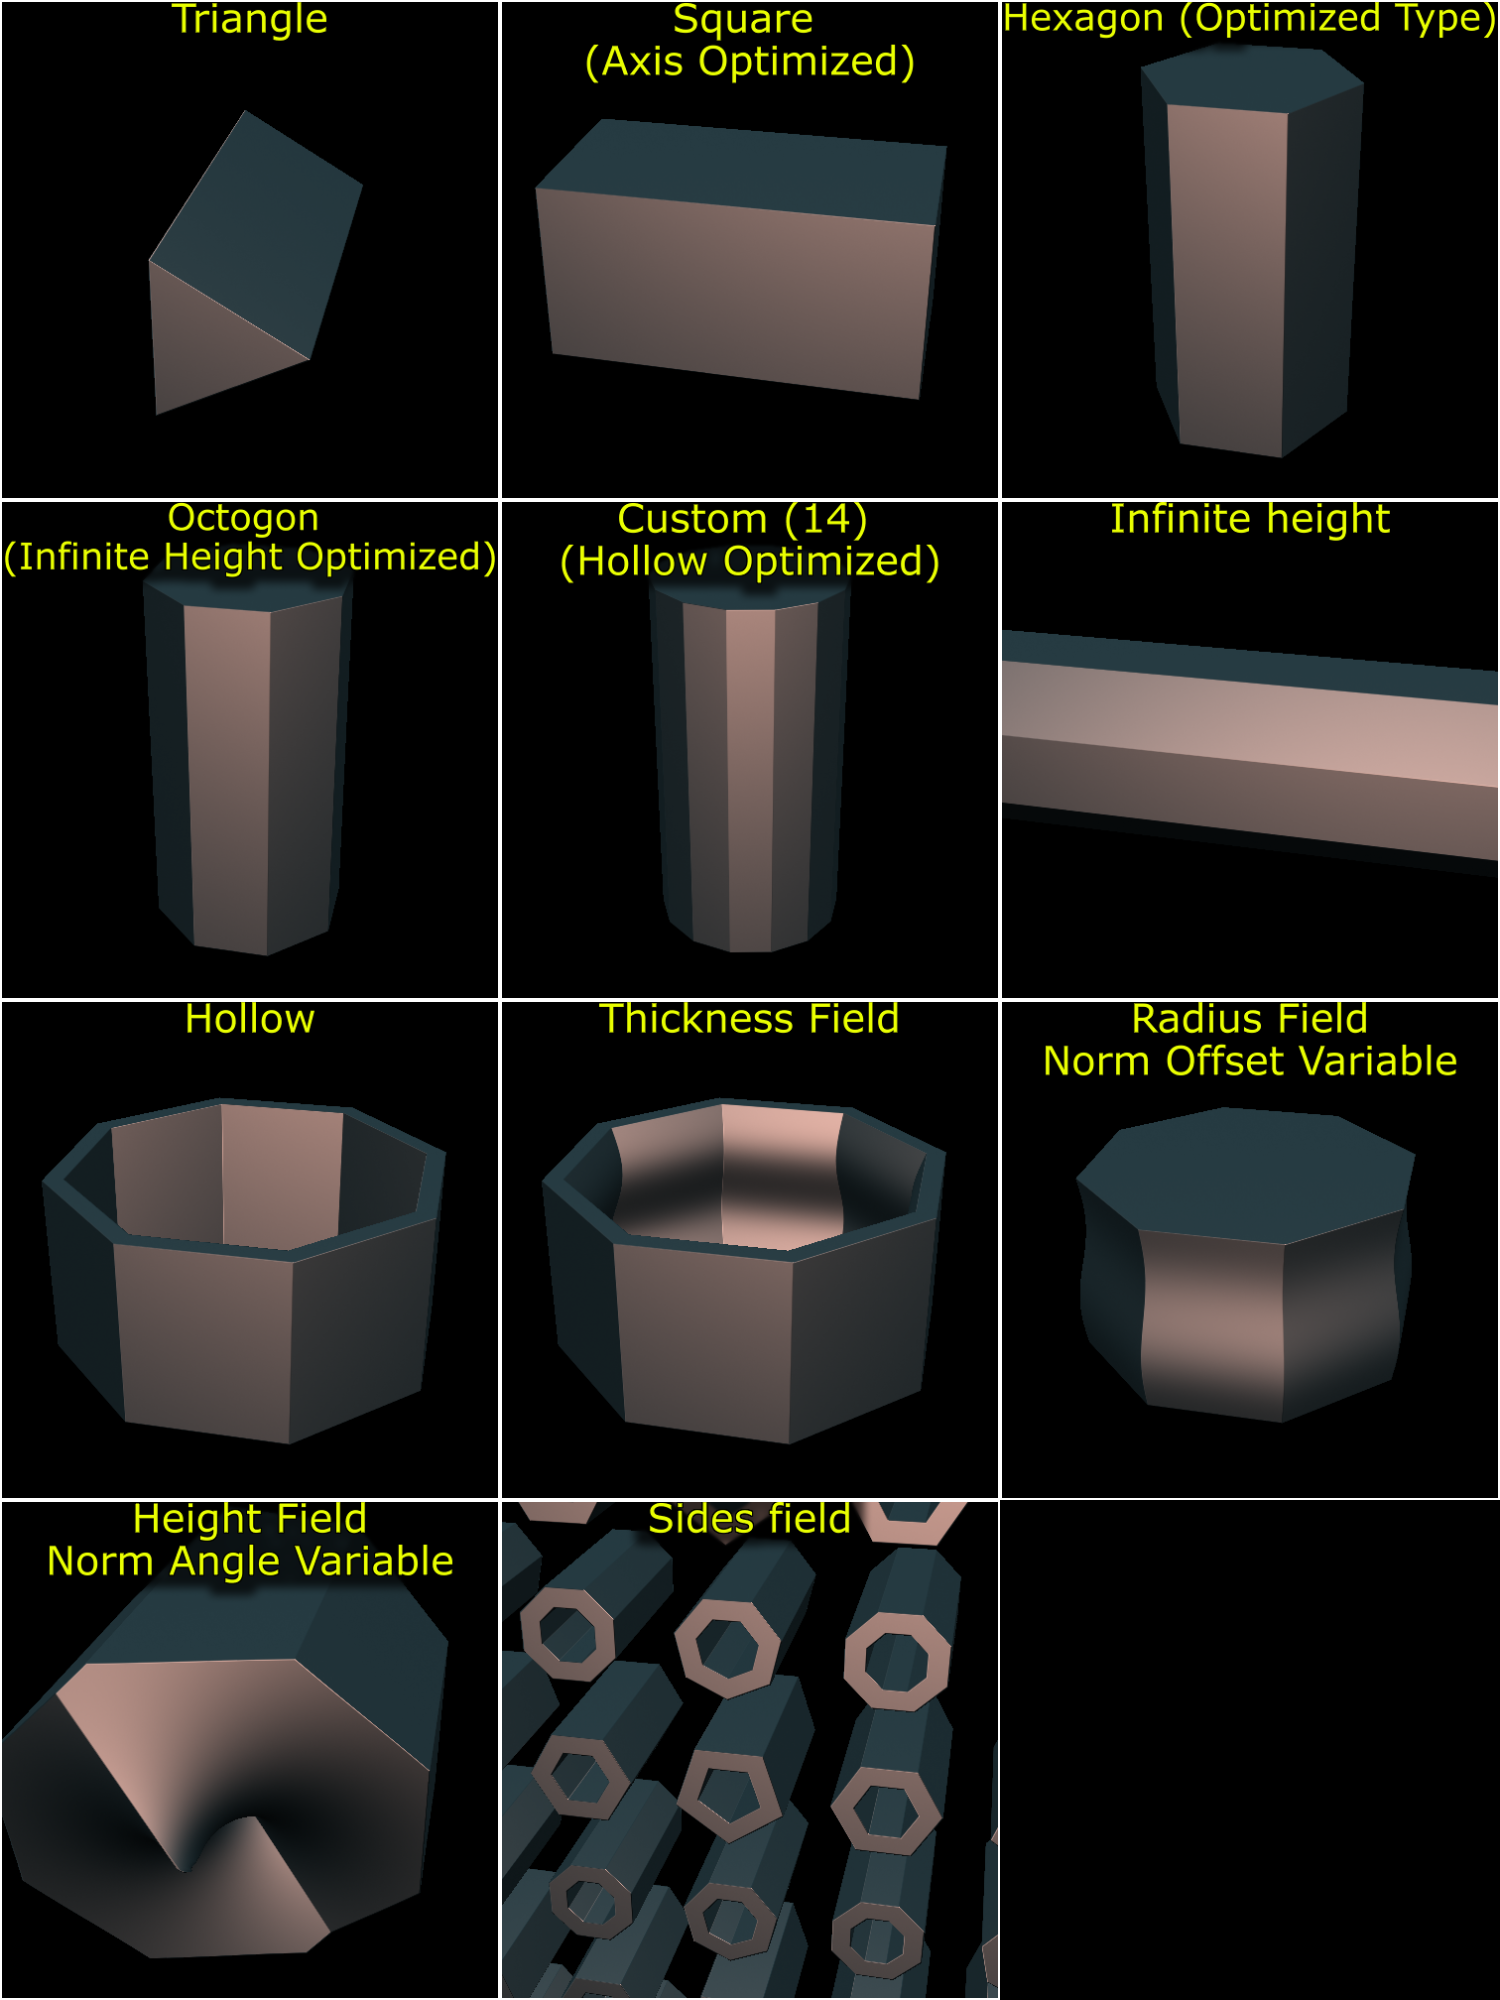 Triangle
Square
(Axis Optimized)
Hexagon (Optimized Type)
Octogon
(Infinite Height Optimized)
Custom (14)
(Hollow Optimized)
Infinite height
Hollow
Thickness Field
Radius Field
Norm Offset Variable
Height Field
Norm Angle Variable
Sides field